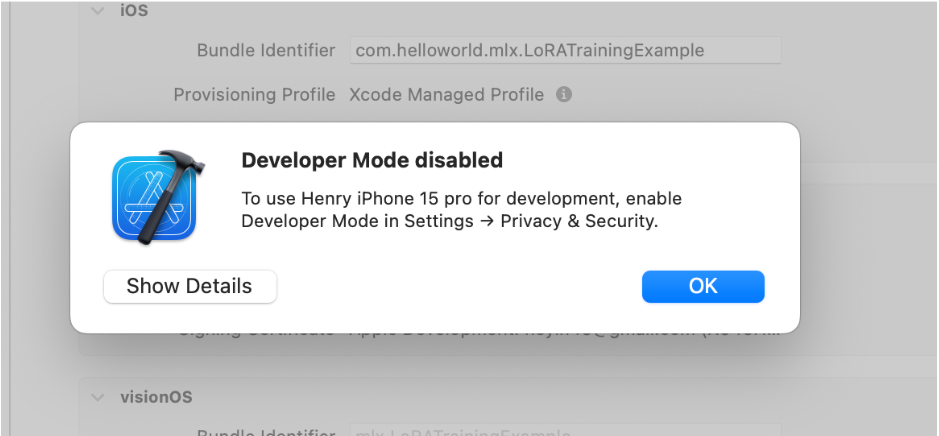 iOS
Bundle Identifier com.helloworld.mlx.LoRATrainingExample
Provisioning Profile Xcode Managed Profile
Developer Mode disabled
To use Henry iPhone 15 pro for development, enable
Developer Mode in Settings → Privacy & Security.
Show Details OK
Signing Certificate Apple Development:
visionOS
Bundle Identifier mlx.LoRATrainingExample